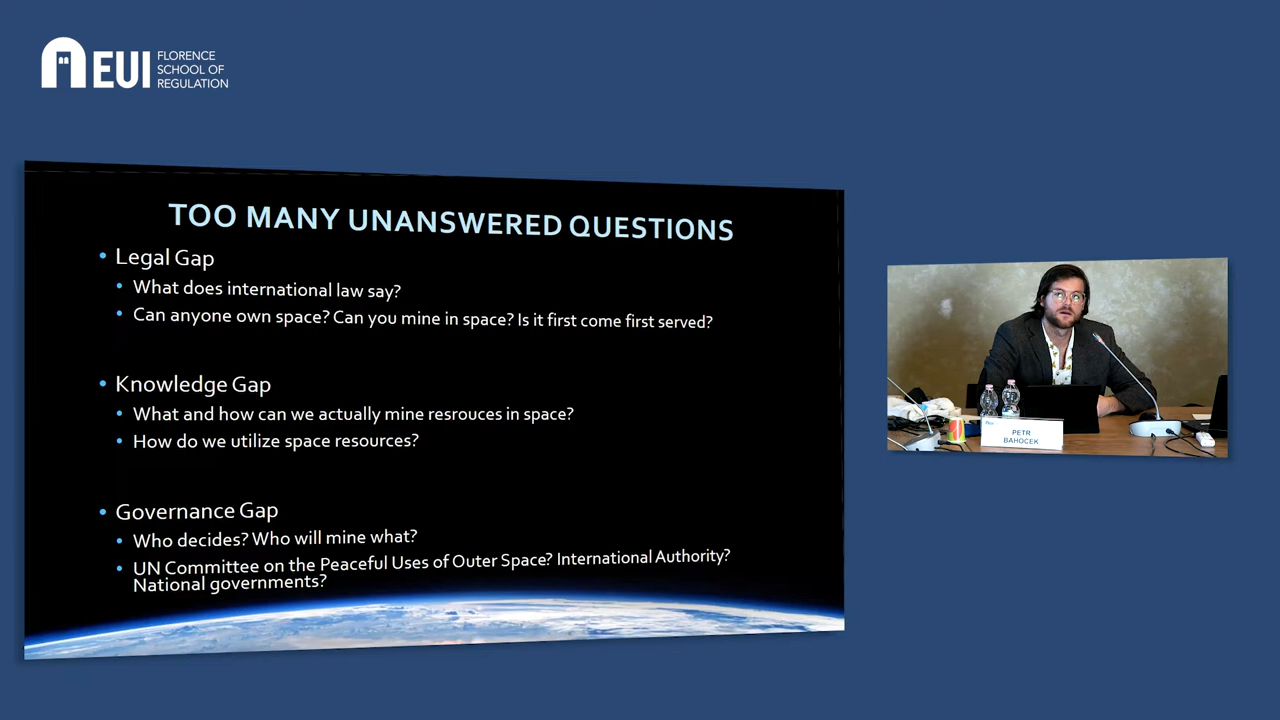 EUI
FLORENCE
SCHOOL OF
REGULATION
TOO MANY UNANSWERED QUESTIONS
• Legal Gap
• What does international law say?
• Can anyone own space? Can you mine in space? Is it first come first served?
• Knowledge Gap
• What and how can we actually mine resrouces in space?
• How do we utilize space resources?
• Governance Gap
• Who decides? Who will mine what?
• UN Committee on the Peaceful Uses of Outer Space? International Authority?
National governments?
PETR
BAHOCEK